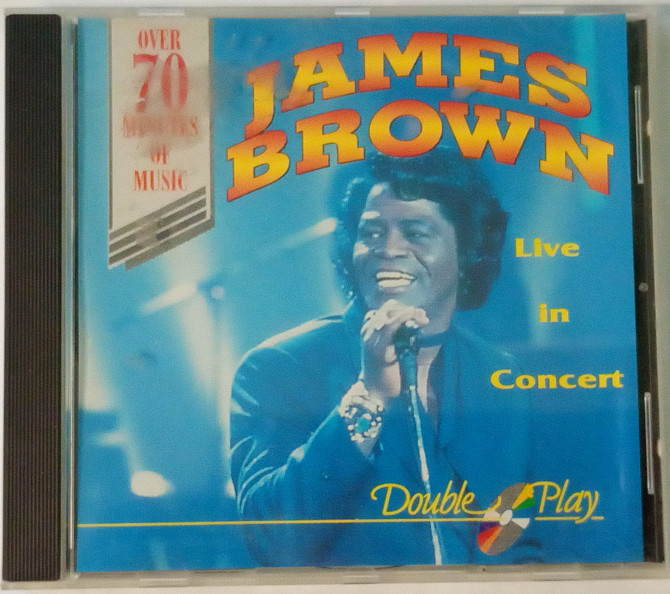 OVER
70
MINUTES
OF
MUSIC
JAMES
BROWN
Live
in
Concert
Double Play